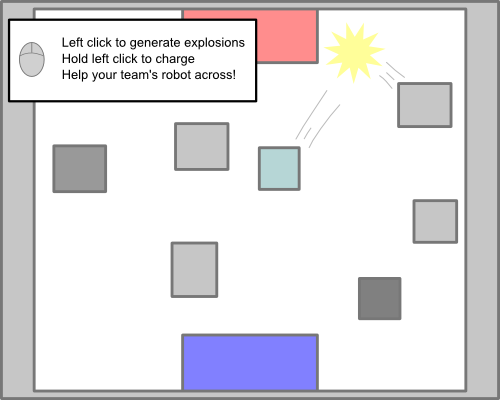 Left click to generate explosions
Hold left click to charge
Help your team's robot across!